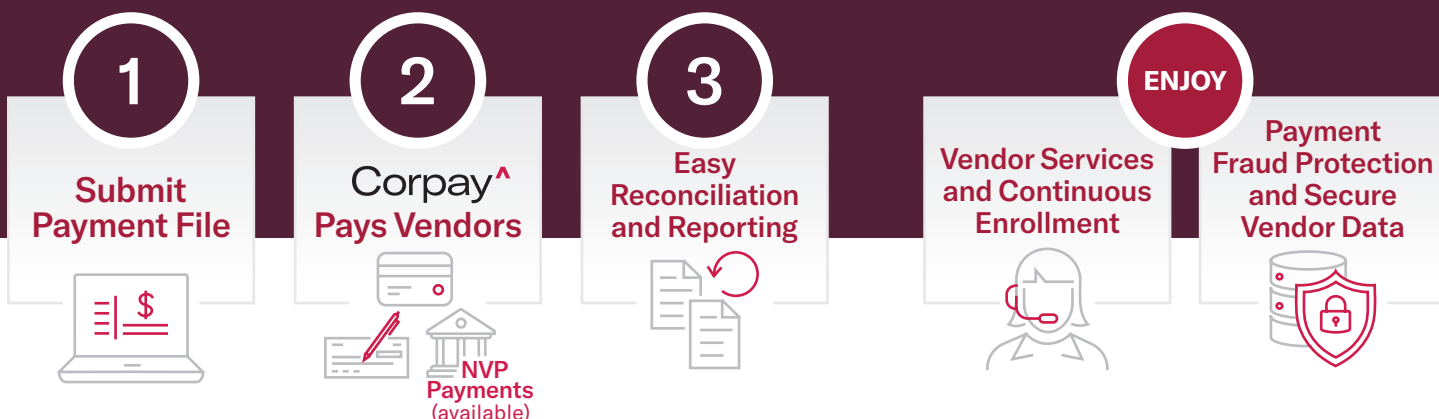 1
Submit
Payment File
$
2
Corpay^
Pays Vendors
NVP
Payments
(available)
3
Easy
Reconciliation
and Reporting
ENJOY
Vendor Services
and Continuous
Enrollment
Payment
Fraud Protection
and Secure
Vendor Data